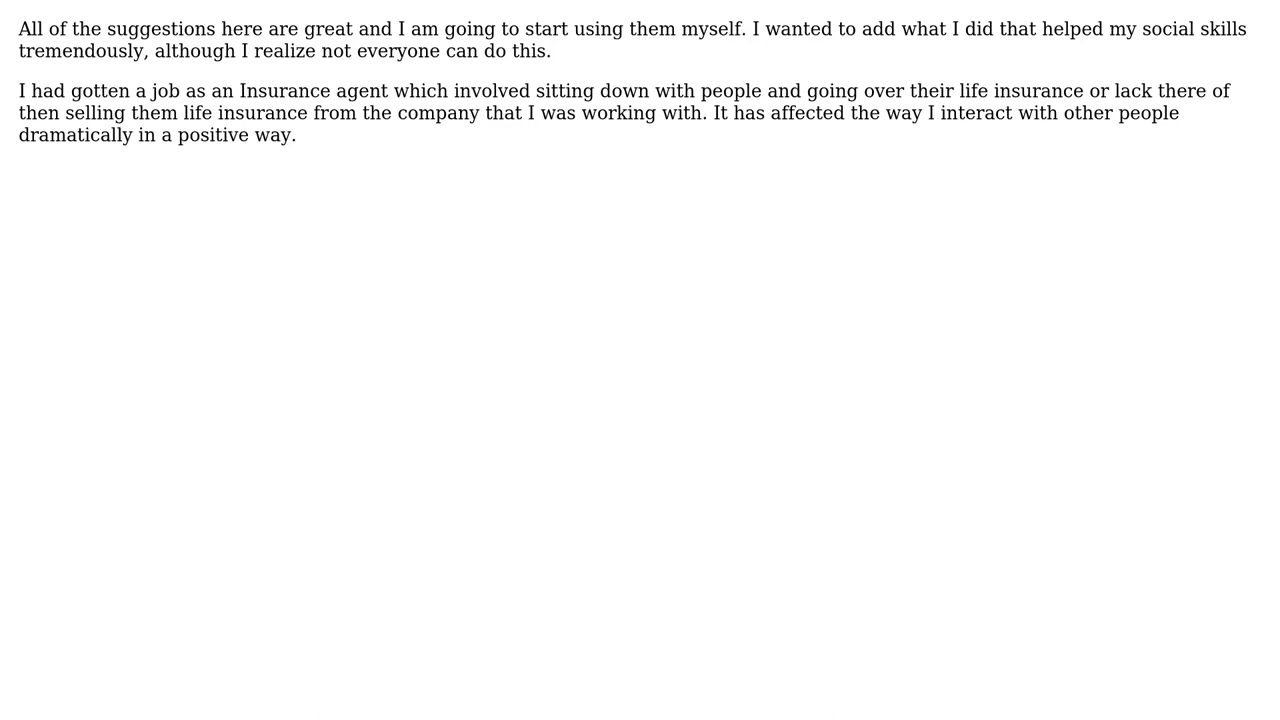 All of the suggestions here are great and I am going to start using them myself. I wanted to add what I did that helped my social skills
tremendously, although I realize not everyone can do this.
I had gotten a job as an Insurance agent which involved sitting down with people and going over their life insurance or lack there of
then selling them life insurance from the company that I was working with. It has affected the way I interact with other people
dramatically in a positive way.